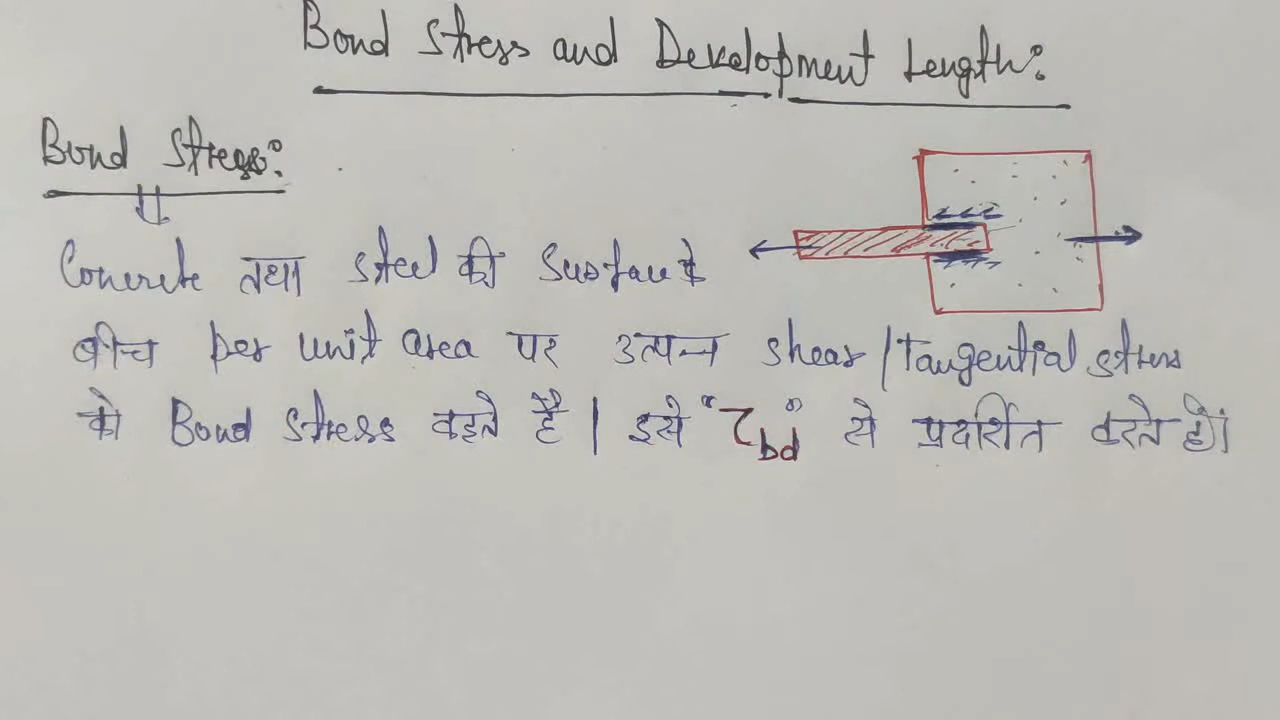 Bond stress and Development Length:
Bond stress:
Concrete तथा steel की surface
बीच per unit area पर उत्पन्न shear/Tangential stress
को Bond stress कहते हैं | इसे "τbd" से प्रदर्शित करते हैं।